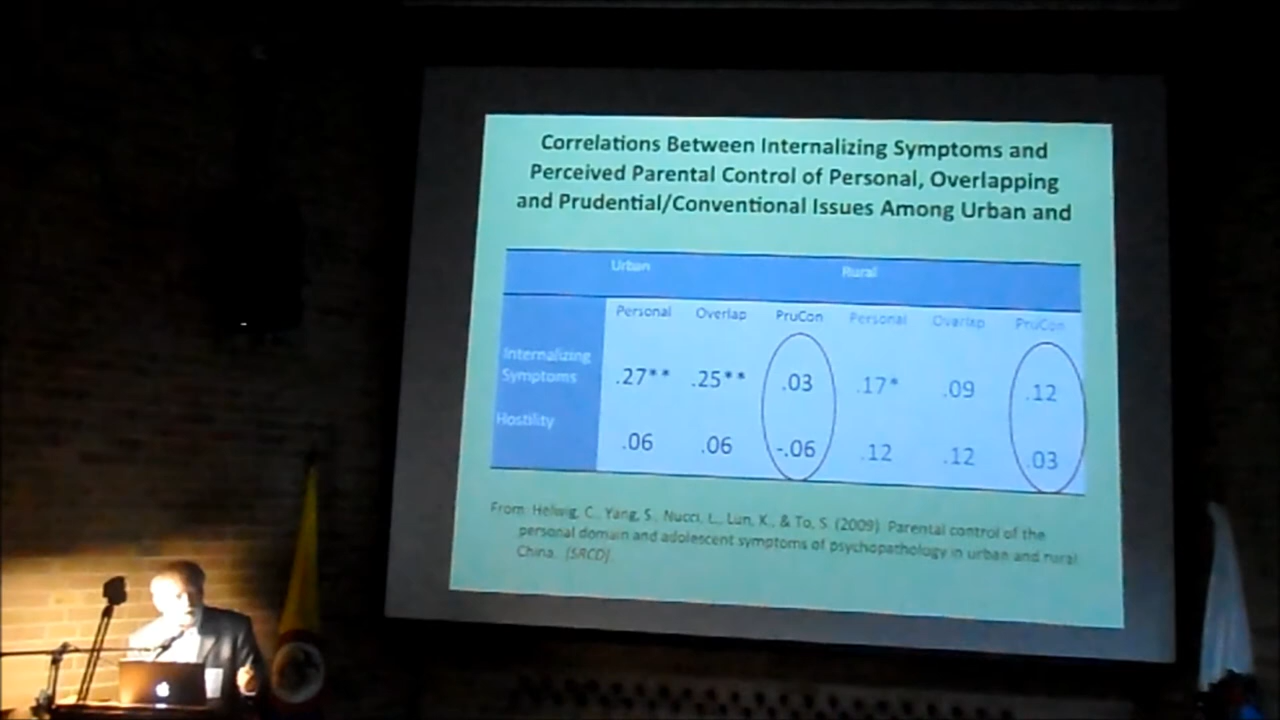 Correlations Between Internalizing Symptoms and
Perceived Parental Control of Personal, Overlapping
and Prudential/Conventional Issues Among Urban and
Urban Rural
Personal Overlap PruCon Personal Overlap PruCon
Internalizing
Symptoms .27** .25** .03 .17* .09 .12
Hostility .06 .06 -.06 .12 .12 .03
From: Helwig, C., Yang, S., Nucci, L., Lun, K., & To, S. (2009). Parental control of the
personal domain and adolescent symptoms of psychopathology in urban and rural
China. (SRCD).